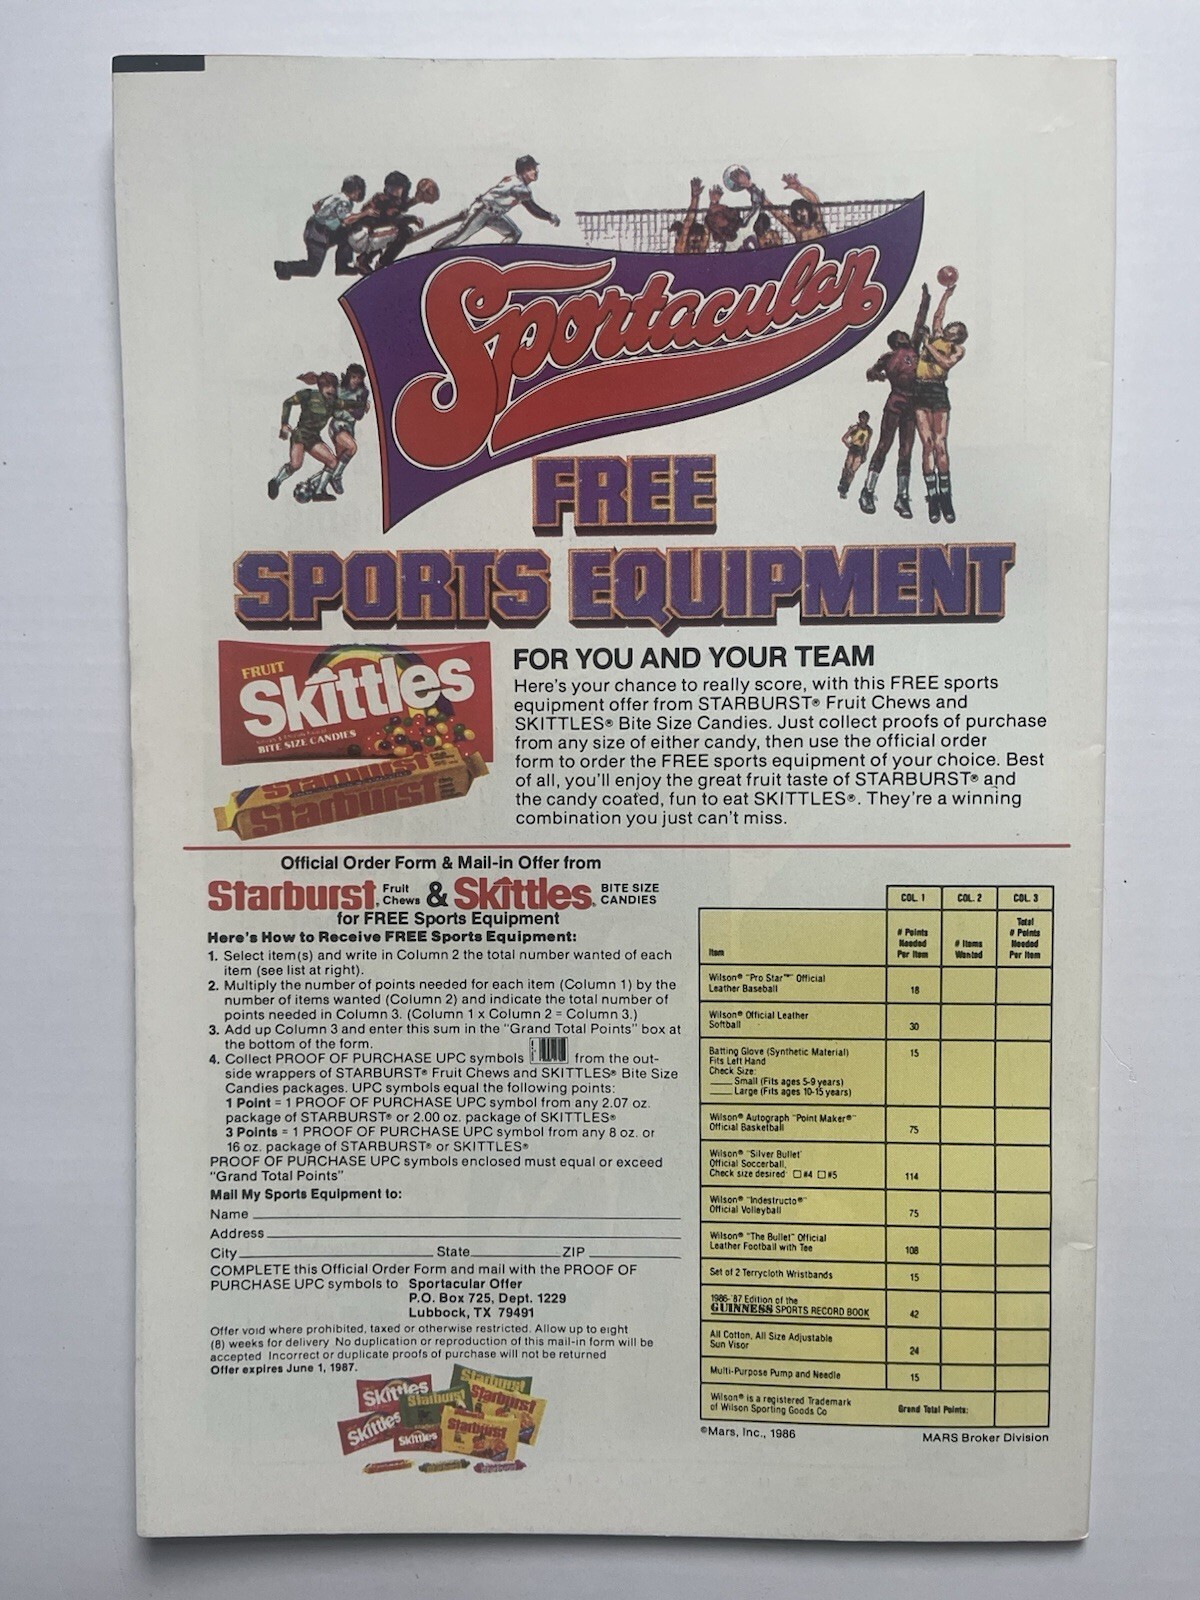 Sportacular
FREE
SPORTS EQUIPMENT
FRUIT
Skittles
BITE SIZE CANDIES
Starburst
Starburst
FOR YOU AND YOUR TEAM
Here's your chance to really score, with this FREE sports
equipment offer from STARBURST® Fruit Chews and
SKITTLES® Bite Size Candies. Just collect proofs of purchase
from any size of either candy, then use the official order
form to order the FREE sports equipment of your choice. Best
of all, you'll enjoy the great fruit taste of STARBURST® and
the candy coated, fun to eat SKITTLES®. They're a winning
combination you just can't miss.
Official Order Form & Mail-in Offer from
Starburst® Fruit Chews & Skittles® BITE SIZE CANDIES
for FREE Sports Equipment
Here's How to Receive FREE Sports Equipment:
1. Select item(s) and write in Column 2 the total number wanted of each
item (see list at right).
2. Multiply the number of points needed for each item (Column 1) by the
number of items wanted (Column 2) and indicate the total number of
points needed in Column 3. (Column 1 x Column 2 = Column 3.)
3. Add up Column 3 and enter this sum in the "Grand Total Points" box at
the bottom of the form.
4. Collect PROOF OF PURCHASE UPC symbols from the out-
side wrappers of STARBURST® Fruit Chews and SKITTLES® Bite Size
Candies packages. UPC symbols equal the following points:
1 Point = 1 PROOF OF PURCHASE UPC symbol from any 2.07 oz.
package of STARBURST® or 2.00 oz. package of SKITTLES®
3 Points = 1 PROOF OF PURCHASE UPC symbol from any 8 oz. or
16 oz. package of STARBURST® or SKITTLES®
PROOF OF PURCHASE UPC symbols enclosed must equal or exceed
"Grand Total Points"
Mail My Sports Equipment to:
Name
Address
City State ZIP
COMPLETE this Official Order Form and mail with the PROOF OF
PURCHASE UPC symbols to Sportacular Offer
P.O. Box 725, Dept. 1229
Lubbock, TX 79491
Offer void where prohibited, taxed or otherwise restricted. Allow up to eight
(8) weeks for delivery No duplication or reproduction of this mail-in form will be
accepted Incorrect or duplicate proofs of purchase will not be returned
Offer expires June 1, 1987.
Skittles
Starburst
Starburst
Starburst
Skittles
Skittles
Starburst
COL. 1 COL. 2 COL. 3
Item # Points Needed Per Item # Items Wanted Total # Points Needed Per Item
Wilson® "Pro Star™" Official
Leather Baseball 18
Wilson® Official Leather
Softball 30
Batting Glove (Synthetic Material) 15
Fits Left Hand
Check Size:
Small (Fits ages 5-9 years)
Large (Fits ages 10-15 years)
Wilson® Autograph "Point Maker®"
Official Basketball 75
Wilson® "Silver Bullet'
Official Soccerball,
Check size desired #4 #5 114
Wilson® "Indestructo®"
Official Volleyball 75
Wilson® "The Bullet" Official
Leather Football with Tee 108
Set of 2 Terrycloth Wristbands 15
1986-'87 Edition of the
GUINNESS SPORTS RECORD BOOK 42
All Cotton, All Size Adjustable
Sun Visor 24
Multi-Purpose Pump and Needle 15
Wilson® is a registered Trademark
of Wilson Sporting Goods Co Grand Total Points:
©Mars, Inc., 1986 MARS Broker Division